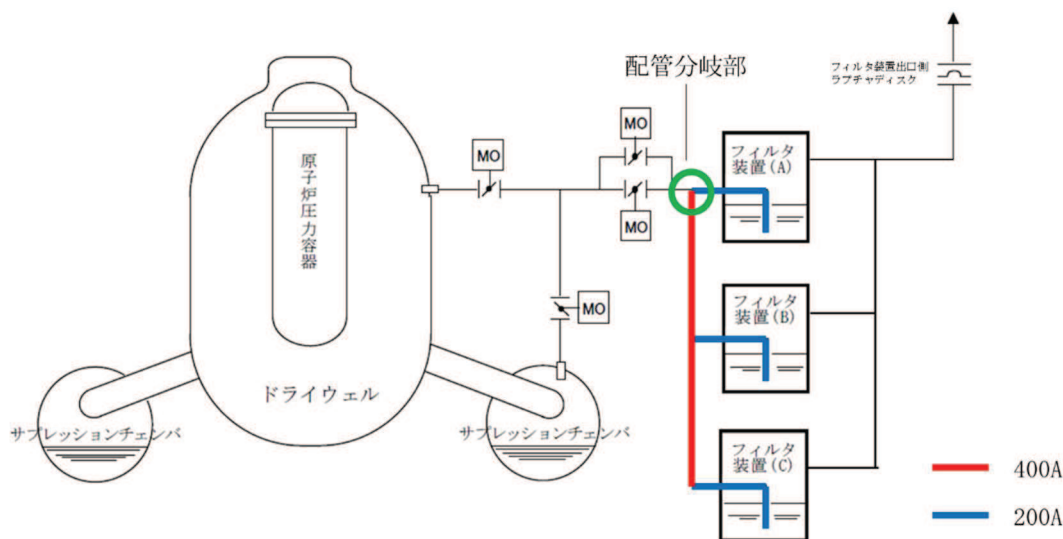 配管分岐部
フィルタ装置出口側
ラプチャディスク
MO
MO
MO
MO
原子炉圧力容器
フィルタ
装置(A)
フィルタ
装置(B)
フィルタ
装置(C)
ドライウェル
サプレッションチェンバ
サプレッションチェンバ
400A
200A